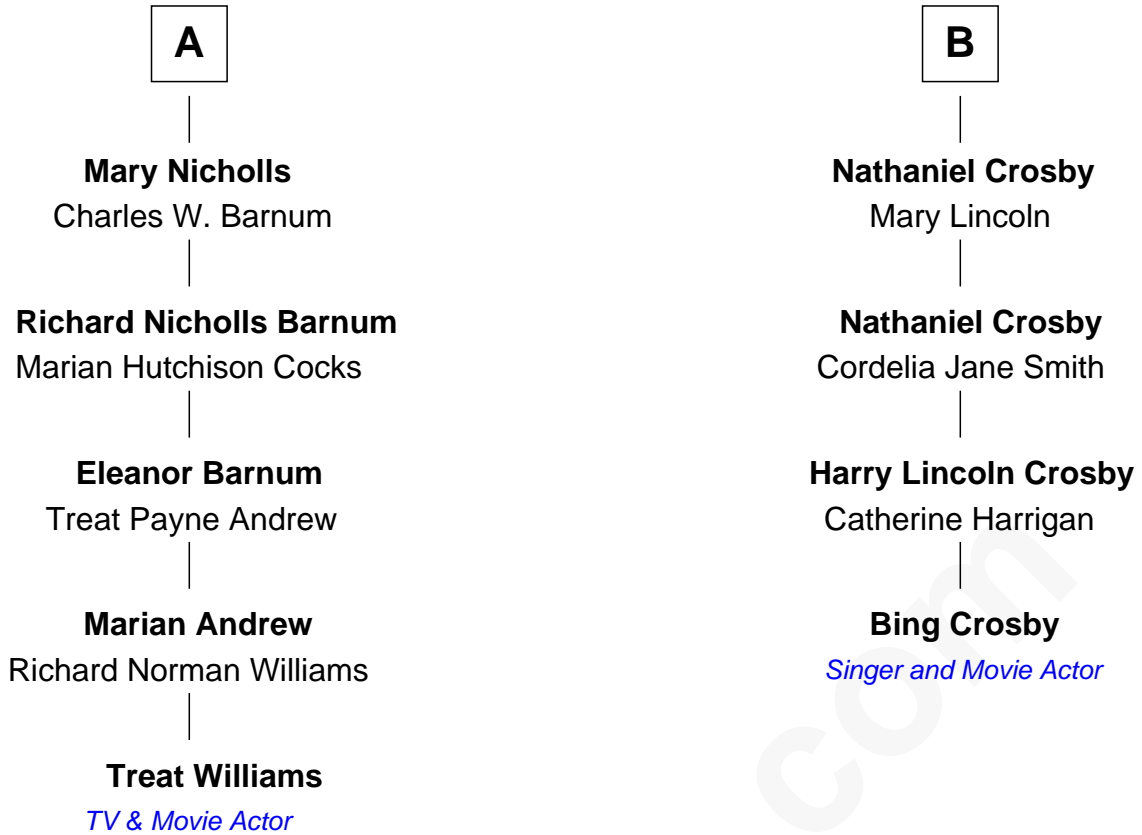 A
Mary Nicholls
Charles W. Barnum
Richard Nicholls Barnum
Marian Hutchison Cocks
Eleanor Barnum
Treat Payne Andrew
Marian Andrew
Richard Norman Williams
Treat Williams
TV & Movie Actor
B
Nathaniel Crosby
Mary Lincoln
Nathaniel Crosby
Cordelia Jane Smith
Harry Lincoln Crosby
Catherine Harrigan
Bing Crosby
Singer and Movie Actor
com